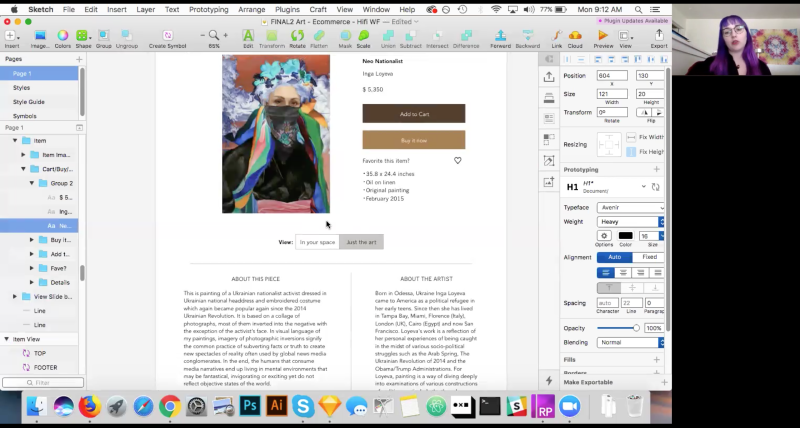 Sketch File Edit Insert Layer Text Prototyping Arrange Plugins Craft View Window Help 77% Mon 9:12 AM
FINAL2 Art - Ecommerce - Hifi WF — Edited
Plugin Updates Available
Insert Image... Colors Shape Group Ungroup Create Symbol 65% Edit Transform Rotate Flatten Mask Scale Union Subtract Intersect Difference Forward Backward Link Cloud Preview View Export
Pages
Page 1
Styles
Style Guide
Symbols
Page 1
Item
Item Ima...
Cart/Buy/...
Group 2
Aa $ 5...
Aa Ing...
Aa Ne...
Buy it...
Add t...
Fave?
Details
View Slide b...
Line
Line
Item View
TOP
FOOTER
Filter
Neo Nationalist
Inga Loyeva
$ 5,350
Add to Cart
Buy it now
Favorite this item?
•35.8 x 24.4 inches
•Oil on linen
•Original painting
•February 2015
View: In your space Just the art
ABOUT THIS PIECE
This is painting of a Ukrainian nationalist activist dressed in
Ukrainian national headdress and embroidered costume
which again became popular again since the 2014
Ukrainian Revolution. It is based on a collage of
photographs, most of them inverted into the negative with
the exception of the activist's face. In visual language of
my paintings, imagery of photographic inversions signify
the common practice of subverting facts or truth to create
new spectacles of reality often used by global news media
conglomerates. In the end, the humans that consume
media narratives end up living in mental environments that
may be fantastical, invigorating or exciting yet do not
reflect objective states of the world.
ABOUT THE ARTIST
Born in Odessa, Ukraine Inga Loyeva
came to America as a political refugee in
her early teens. Since then she has lived
in Tampa Bay, Miami, Florence (Italy),
London (UK), Cairo (Egypt) and now San
Francisco. Loyeva's work is a reflection of
her personal experiences of being caught
in the midst of various socio-political
struggles such as the Arab Spring, The
Ukrainian Revolution of 2014 and the
Obama/Trump Administrations. For
Loyeva, painting is a way of diving deeply
into examinations of various constructions
Position 604 130
X Y
Size 121 20
Width Height
Transform 0°
Rotate Flip
Resizing Fix Width
Fix Height
Prototyping
H1 H1*
Document/
Typeface Avenir
Weight Heavy
16
Options Color Size
Alignment Auto Fixed
Spacing auto 22 0
Character Line Paragraph
Opacity 100%
Blending Normal
Fills
Borders
Make Exportable
Ps Ai RP